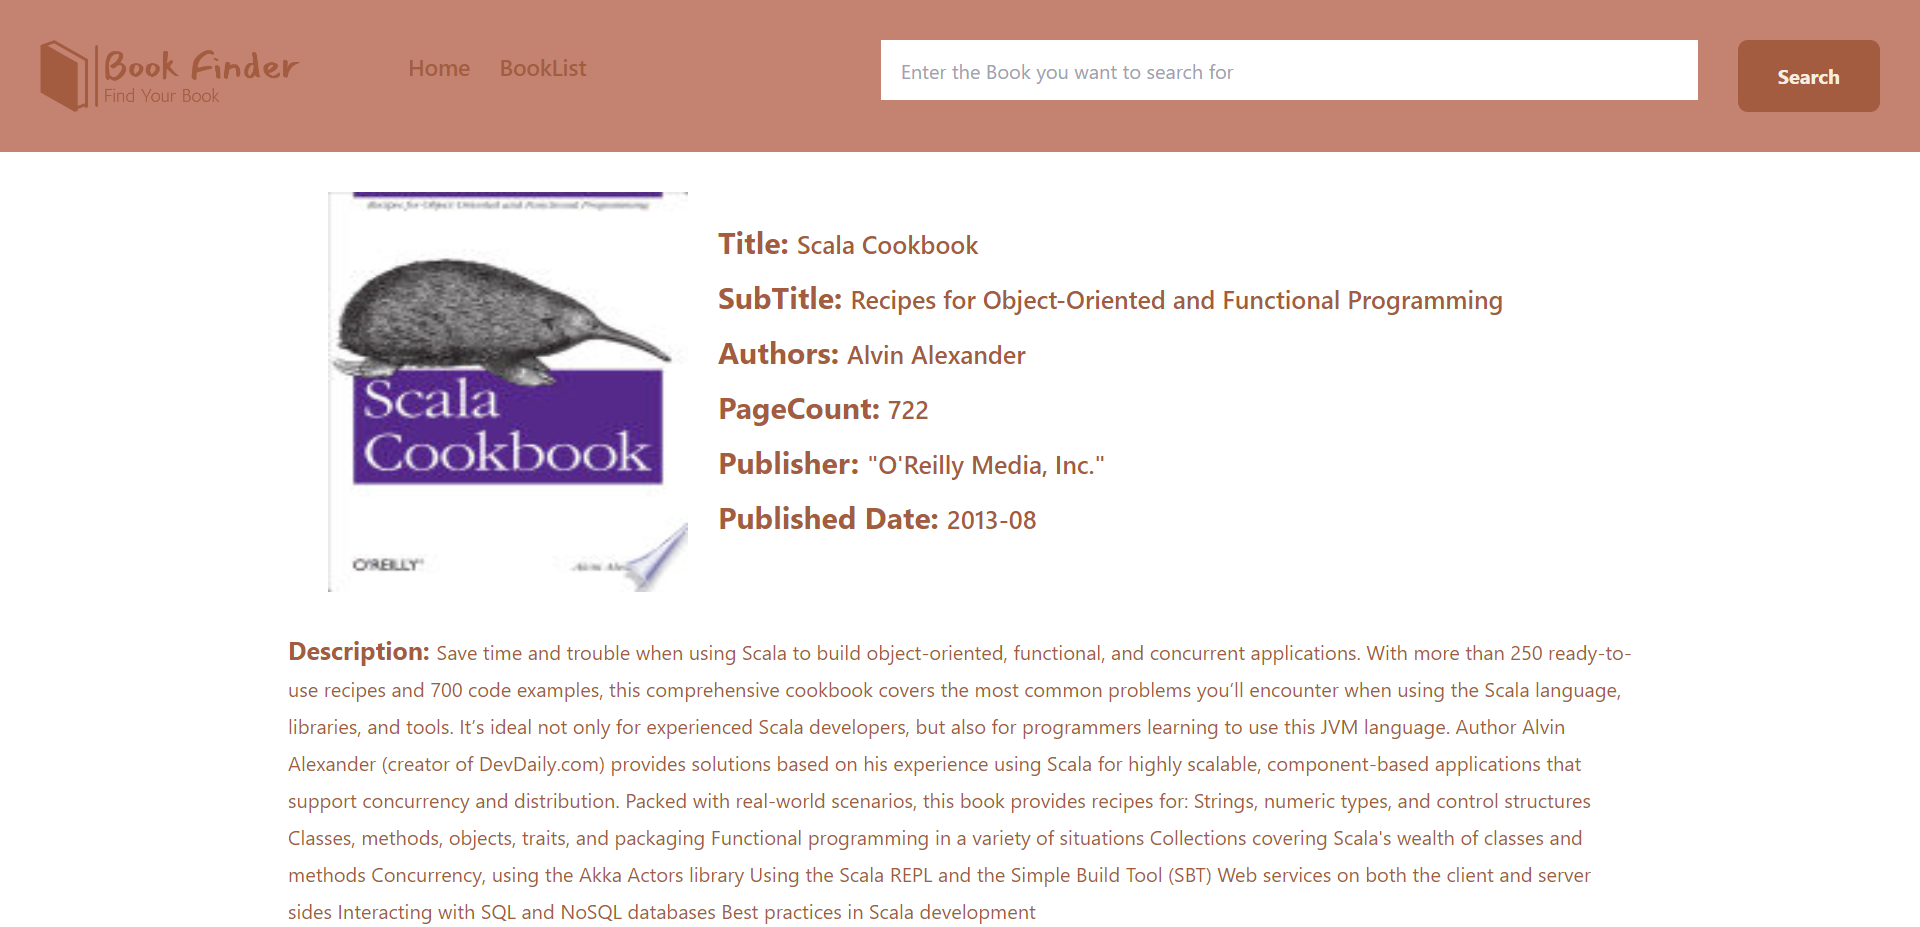 Book Finder
Find Your Book
Home
BookList
Enter the Book you want to search for
Search
Recipes for Object-Oriented and Functional Programming
Scala
Cookbook
O'REILLY®
Title: Scala Cookbook
SubTitle: Recipes for Object-Oriented and Functional Programming
Authors: Alvin Alexander
PageCount: 722
Publisher: "O'Reilly Media, Inc."
Published Date: 2013-08
Description: Save time and trouble when using Scala to build object-oriented, functional, and concurrent applications. With more than 250 ready-to-
use recipes and 700 code examples, this comprehensive cookbook covers the most common problems you’ll encounter when using the Scala language,
libraries, and tools. It’s ideal not only for experienced Scala developers, but also for programmers learning to use this JVM language. Author Alvin
Alexander (creator of DevDaily.com) provides solutions based on his experience using Scala for highly scalable, component-based applications that
support concurrency and distribution. Packed with real-world scenarios, this book provides recipes for: Strings, numeric types, and control structures
Classes, methods, objects, traits, and packaging Functional programming in a variety of situations Collections covering Scala's wealth of classes and
methods Concurrency, using the Akka Actors library Using the Scala REPL and the Simple Build Tool (SBT) Web services on both the client and server
sides Interacting with SQL and NoSQL databases Best practices in Scala development